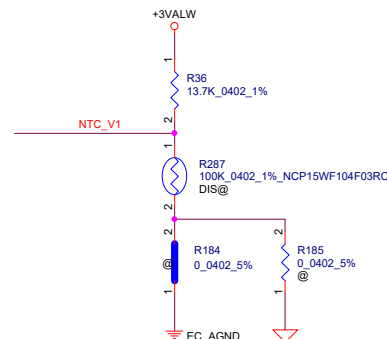 +3VALW
1
R36
13.7K_0402_1%
2
NTC_V1
1
R287
100K_0402_1%_NCP15WF104F03RC
DIS@
2
2
2
R184
0_0402_5%
@
R185
0_0402_5%
@
1
1
EC_AGND